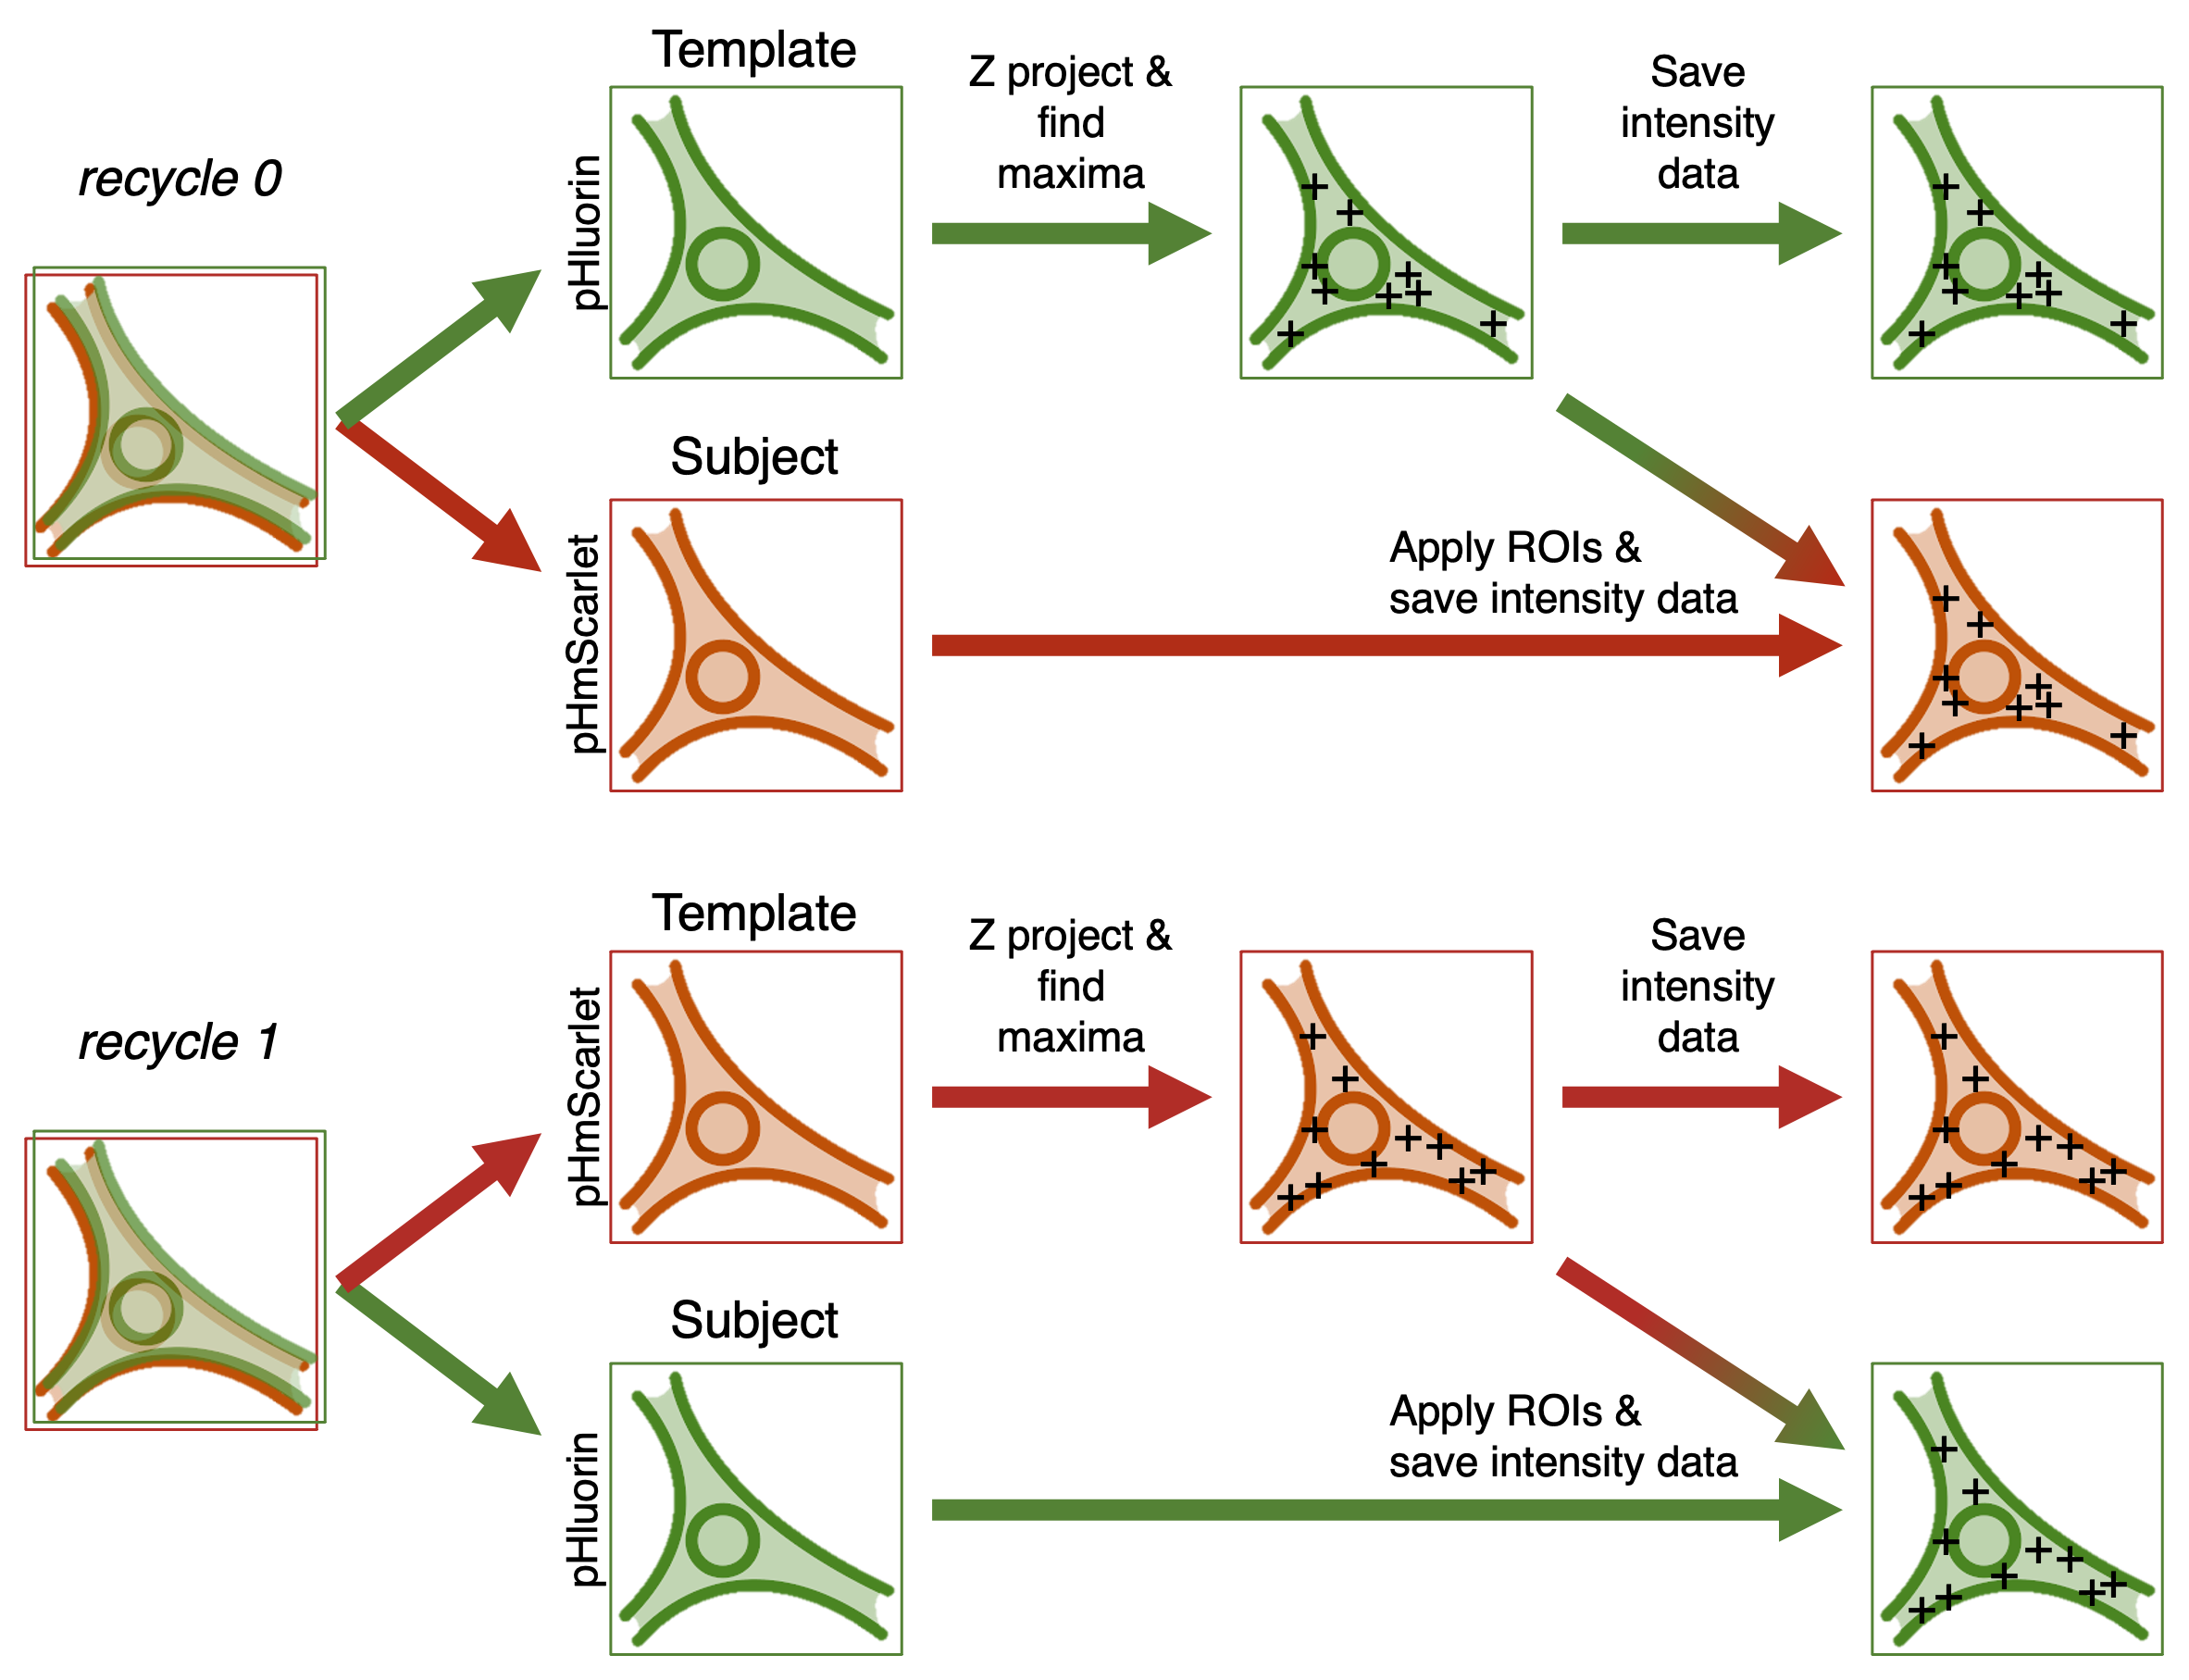 Template
Z project &
find
maxima
Save
intensity
data
recycle 0
pHluorin
Subject
pHmScarlet
Apply ROIs &
save intensity data
Template
Z project &
find
maxima
Save
intensity
data
recycle 1
pHmScarlet
Subject
pHluorin
Apply ROIs &
save intensity data